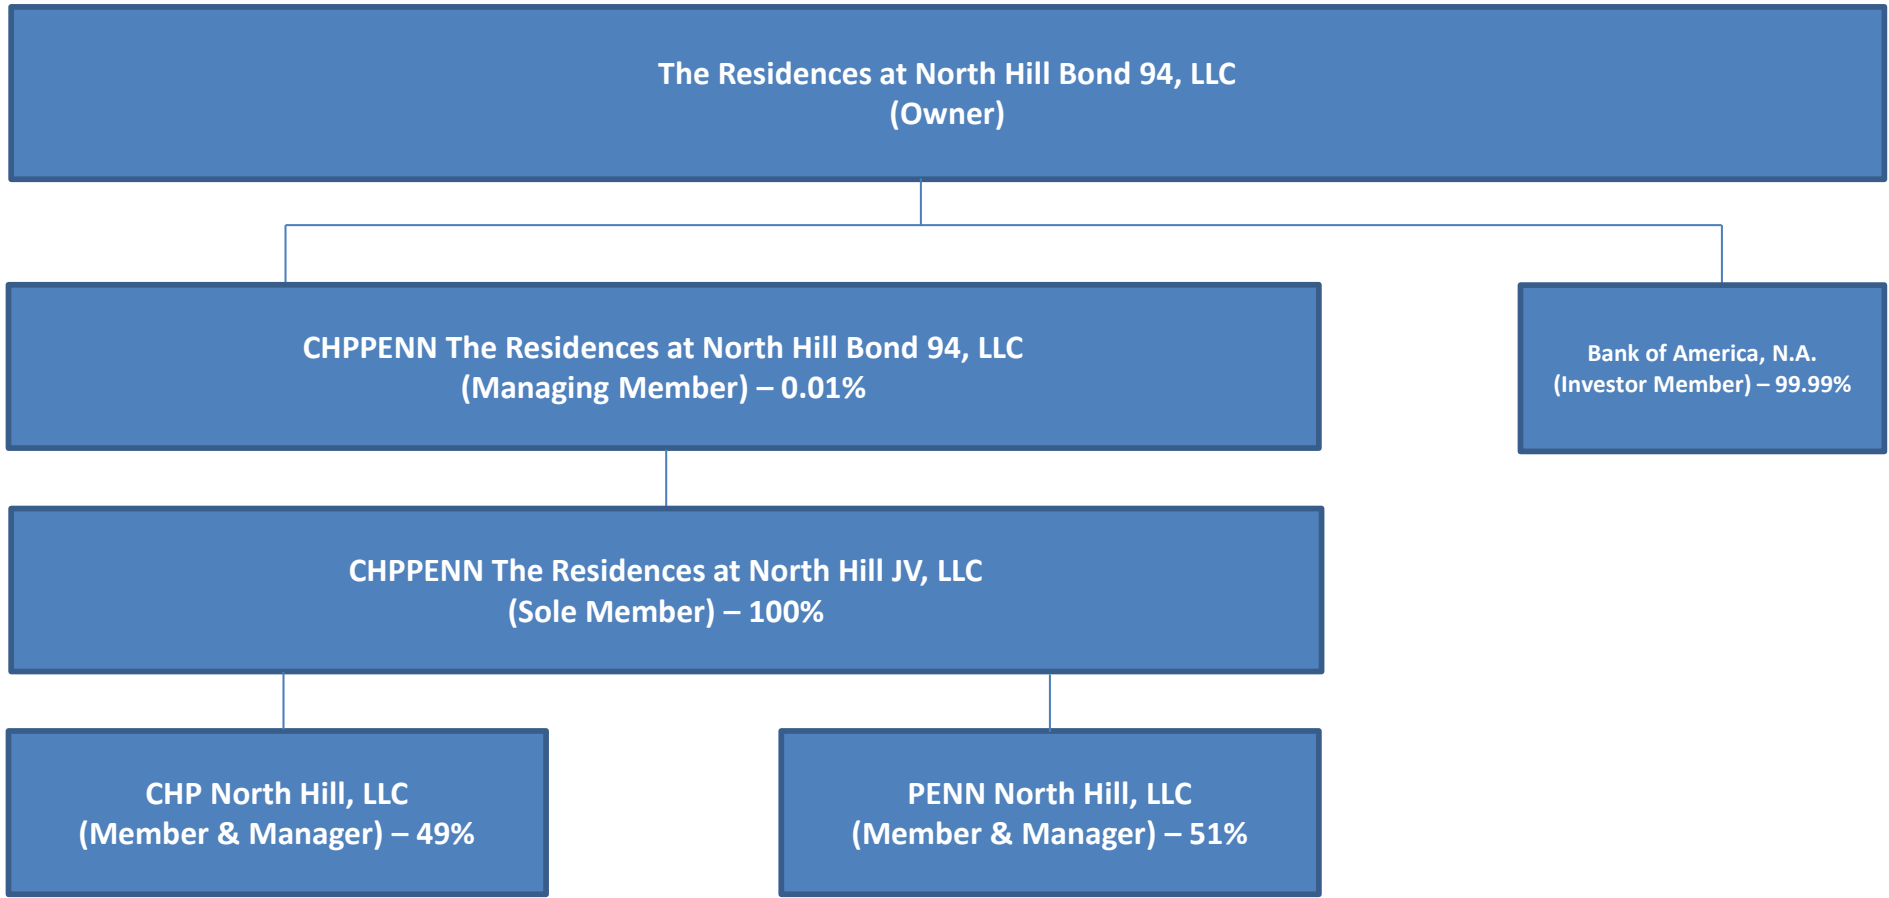 The Residences at North Hill Bond 94, LLC
(Owner)
CHPPENN The Residences at North Hill Bond 94, LLC
(Managing Member) – 0.01%
Bank of America, N.A.
(Investor Member) – 99.99%
CHPPENN The Residences at North Hill JV, LLC
(Sole Member) – 100%
CHP North Hill, LLC
(Member & Manager) – 49%
PENN North Hill, LLC
(Member & Manager) – 51%